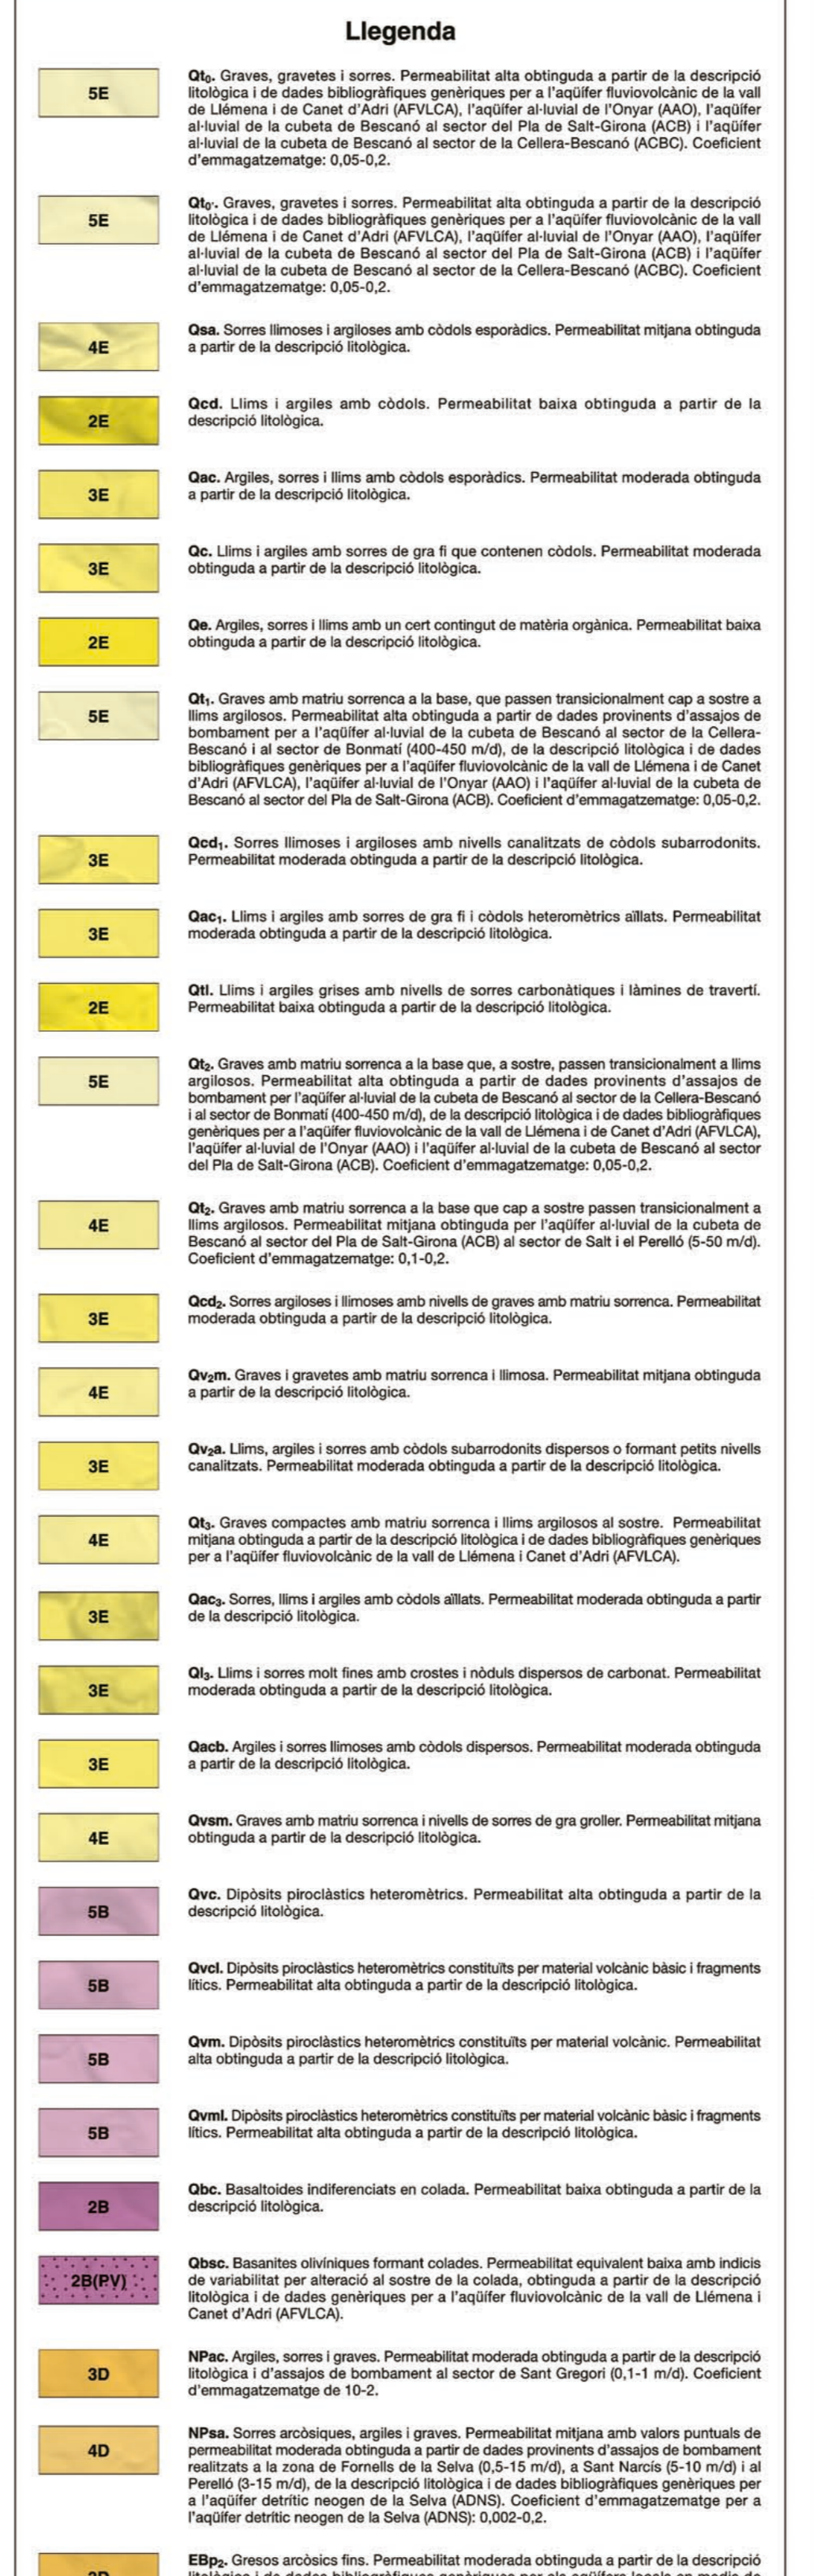 Llegenda
5E
Qt₀. Graves, gravetes i sorres. Permeabilitat alta obtinguda a partir de la descripció
litològica i de dades bibliogràfiques genèriques per a l'aqüífer fluviovolcànic de la vall
de Llémena i de Canet d'Adri (AFVLCA), l'aqüífer al·luvial de l'Onyar (AAO), l'aqüífer
al·luvial de la cubeta de Bescanó al sector del Pla de Salt-Girona (ACB) i l'aqüífer
al·luvial de la cubeta de Bescanó al sector de la Cellera-Bescanó (ACBC). Coeficient
d'emmagatzematge: 0,05-0,2.
5E
Qt₀'. Graves, gravetes i sorres. Permeabilitat alta obtinguda a partir de la descripció
litològica i de dades bibliogràfiques genèriques per a l'aqüífer fluviovolcànic de la vall
de Llémena i de Canet d'Adri (AFVLCA), l'aqüífer al·luvial de l'Onyar (AAO), l'aqüífer
al·luvial de la cubeta de Bescanó al sector del Pla de Salt-Girona (ACB) i l'aqüífer
al·luvial de la cubeta de Bescanó al sector de la Cellera-Bescanó (ACBC). Coeficient
d'emmagatzematge: 0,05-0,2.
4E
Qsa. Sorres llimoses i argiloses amb còdols esporàdics. Permeabilitat mitjana obtinguda
a partir de la descripció litològica.
2E
Qcd. Llims i argiles amb còdols. Permeabilitat baixa obtinguda a partir de la
descripció litològica.
3E
Qac. Argiles, sorres i llims amb còdols esporàdics. Permeabilitat moderada obtinguda
a partir de la descripció litològica.
3E
Qc. Llims i argiles amb sorres de gra fi que contenen còdols. Permeabilitat moderada
obtinguda a partir de la descripció litològica.
2E
Qe. Argiles, sorres i llims amb un cert contingut de matèria orgànica. Permeabilitat baixa
obtinguda a partir de la descripció litològica.
5E
Qt₁. Graves amb matriu sorrenca a la base, que passen transicionalment cap a sostre a
llims argilosos. Permeabilitat alta obtinguda a partir de dades provinents d'assajos de
bombament per a l'aqüífer al·luvial de la cubeta de Bescanó al sector de la Cellera-
Bescanó i al sector de Bonmatí (400-450 m/d), de la descripció litològica i de dades
bibliogràfiques genèriques per a l'aqüífer fluviovolcànic de la vall de Llémena i de Canet
d'Adri (AFVLCA), l'aqüífer al·luvial de l'Onyar (AAO) i l'aqüífer al·luvial de la cubeta de
Bescanó al sector del Pla de Salt-Girona (ACB). Coeficient d'emmagatzematge: 0,05-0,2.
3E
Qcd₁. Sorres llimoses i argiloses amb nivells canalitzats de còdols subarrodonits.
Permeabilitat moderada obtinguda a partir de la descripció litològica.
3E
Qac₁. Llims i argiles amb sorres de gra fi i còdols heteromètrics aïllats. Permeabilitat
moderada obtinguda a partir de la descripció litològica.
2E
Qtl. Llims i argiles grises amb nivells de sorres carbonàtiques i làmines de travertí.
Permeabilitat baixa obtinguda a partir de la descripció litològica.
5E
Qt₂. Graves amb matriu sorrenca a la base que, a sostre, passen transicionalment a llims
argilosos. Permeabilitat alta obtinguda a partir de dades provinents d'assajos de
bombament per l'aqüífer al·luvial de la cubeta de Bescanó al sector de la Cellera-Bescanó
i al sector de Bonmatí (400-450 m/d), de la descripció litològica i de dades bibliogràfiques
genèriques per a l'aqüífer fluviovolcànic de la vall de Llémena i de Canet d'Adri (AFVLCA),
l'aqüífer al·luvial de l'Onyar (AAO) i l'aqüífer al·luvial de la cubeta de Bescanó al sector
del Pla de Salt-Girona (ACB). Coeficient d'emmagatzematge: 0,05-0,2.
4E
Qt₂. Graves amb matriu sorrenca a la base que cap a sostre passen transicionalment a
llims argilosos. Permeabilitat mitjana obtinguda per l'aqüífer al·luvial de la cubeta de
Bescanó al sector del Pla de Salt-Girona (ACB) al sector de Salt i el Perelló (5-50 m/d).
Coeficient d'emmagatzematge: 0,1-0,2.
3E
Qcd₂. Sorres argiloses i llimoses amb nivells de graves amb matriu sorrenca. Permeabilitat
moderada obtinguda a partir de la descripció litològica.
4E
Qv₂m. Graves i gravetes amb matriu sorrenca i llimosa. Permeabilitat mitjana obtinguda
a partir de la descripció litològica.
3E
Qv₂a. Llims, argiles i sorres amb còdols subarrodonits dispersos o formant petits nivells
canalitzats. Permeabilitat moderada obtinguda a partir de la descripció litològica.
4E
Qt₃. Graves compactes amb matriu sorrenca i llims argilosos al sostre. Permeabilitat
mitjana obtinguda a partir de la descripció litològica i de dades bibliogràfiques genèriques
per a l'aqüífer fluviovolcànic de la vall de Llémena i Canet d'Adri (AFVLCA).
3E
Qac₃. Sorres, llims i argiles amb còdols aïllats. Permeabilitat moderada obtinguda a partir
de la descripció litològica.
3E
Ql₃. Llims i sorres molt fines amb crostes i nòduls dispersos de carbonat. Permeabilitat
moderada obtinguda a partir de la descripció litològica.
3E
Qacb. Argiles i sorres llimoses amb còdols dispersos. Permeabilitat moderada obtinguda
a partir de la descripció litològica.
4E
Qvsm. Graves amb matriu sorrenca i nivells de sorres de gra groller. Permeabilitat mitjana
obtinguda a partir de la descripció litològica.
5B
Qvc. Dipòsits piroclàstics heteromètrics. Permeabilitat alta obtinguda a partir de la
descripció litològica.
5B
Qvcl. Dipòsits piroclàstics heteromètrics constituïts per material volcànic bàsic i fragments
lítics. Permeabilitat alta obtinguda a partir de la descripció litològica.
5B
Qvm. Dipòsits piroclàstics heteromètrics constituïts per material volcànic. Permeabilitat
alta obtinguda a partir de la descripció litològica.
5B
Qvml. Dipòsits piroclàstics heteromètrics constituïts per material volcànic bàsic i fragments
lítics. Permeabilitat alta obtinguda a partir de la descripció litològica.
2B
Qbc. Basaltoides indiferenciats en colada. Permeabilitat baixa obtinguda a partir de la
descripció litològica.
2B(PV)
Qbsc. Basanites olivíniques formant colades. Permeabilitat equivalent baixa amb indicis
de variabilitat per alteració al sostre de la colada, obtinguda a partir de la descripció
litològica i de dades genèriques per a l'aqüífer fluviovolcànic de la vall de Llémena i
Canet d'Adri (AFVLCA).
3D
NPac. Argiles, sorres i graves. Permeabilitat moderada obtinguda a partir de la descripció
litològica i d'assajos de bombament al sector de Sant Gregori (0,1-1 m/d). Coeficient
d'emmagatzematge de 10-2.
4D
NPsa. Sorres arcòsiques, argiles i graves. Permeabilitat mitjana amb valors puntuals de
permeabilitat moderada obtinguda a partir de dades provinents d'assajos de bombament
realitzats a la zona de Fornells de la Selva (0,5-15 m/d), a Sant Narcís (5-10 m/d) i al
Perelló (3-15 m/d), de la descripció litològica i de dades bibliogràfiques genèriques per
a l'aqüífer detrític neogen de la Selva (ADNS). Coeficient d'emmagatzematge per a
l'aqüífer detrític neogen de la Selva (ADNS): 0,002-0,2.
EBp₂. Gresos arcòsics fins. Permeabilitat moderada obtinguda a partir de la descripció